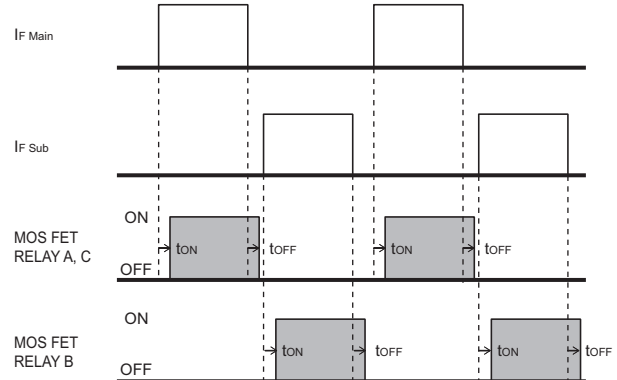 IF Main
IF Sub
ON
MOS FET
RELAY A, C
tON
tOFF
tON
tOFF
OFF
ON
MOS FET
RELAY B
tON
tOFF
tON
tOFF
OFF